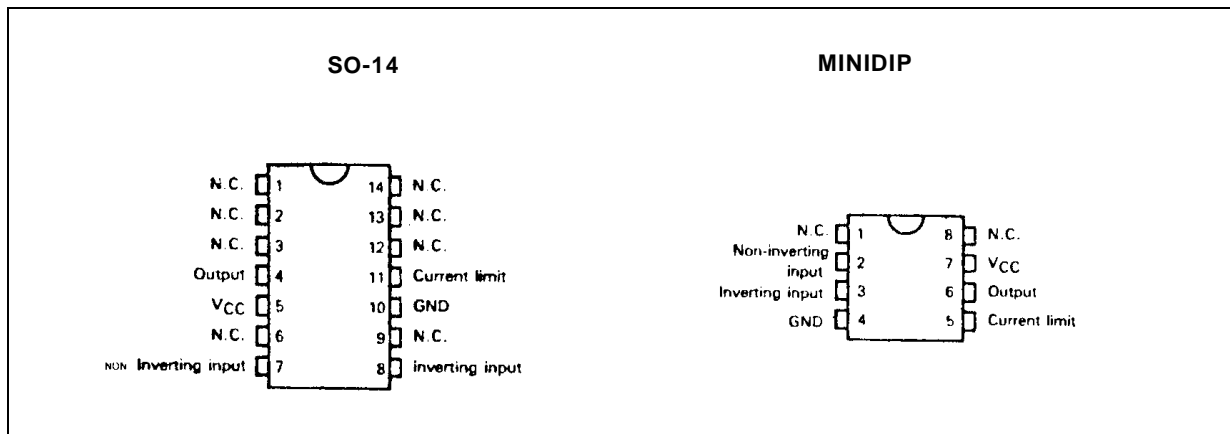 SO-14
MINIDIP
N.C. 1
N.C. 2
N.C. 3
Output 4
VCC 5
N.C. 6
NON Inverting input 7
14 N.C.
13 N.C.
12 N.C.
11 Current limit
10 GND
9 N.C.
8 inverting input
N.C. 1
Non-inverting
input 2
Inverting input 3
GND 4
8 N.C.
7 VCC
6 Output
5 Current limit